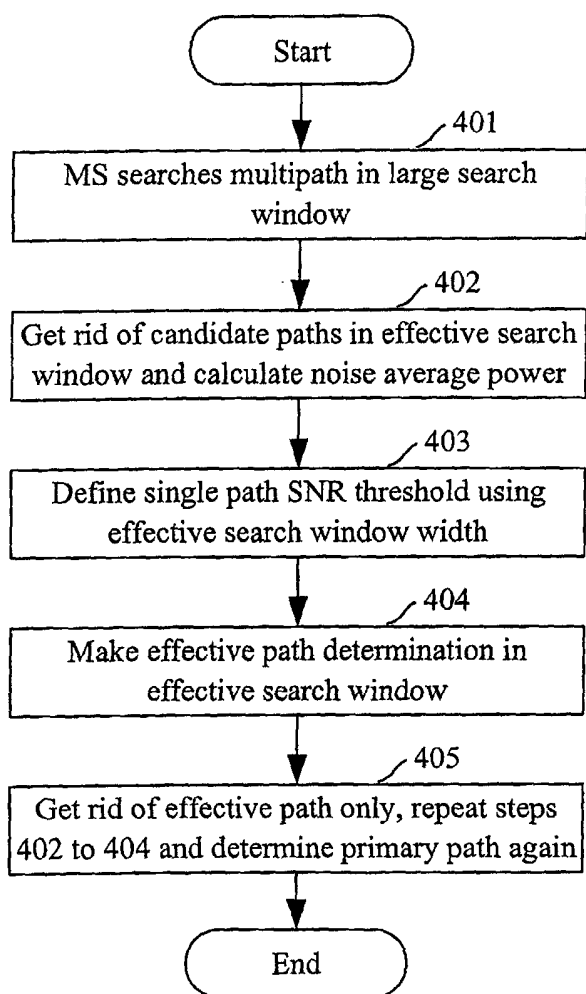 Start
401
MS searches multipath in large search
window
402
Get rid of candidate paths in effective search
window and calculate noise average power
403
Define single path SNR threshold using
effective search window width
404
Make effective path determination in
effective search window
405
Get rid of effective path only, repeat steps
402 to 404 and determine primary path again
End